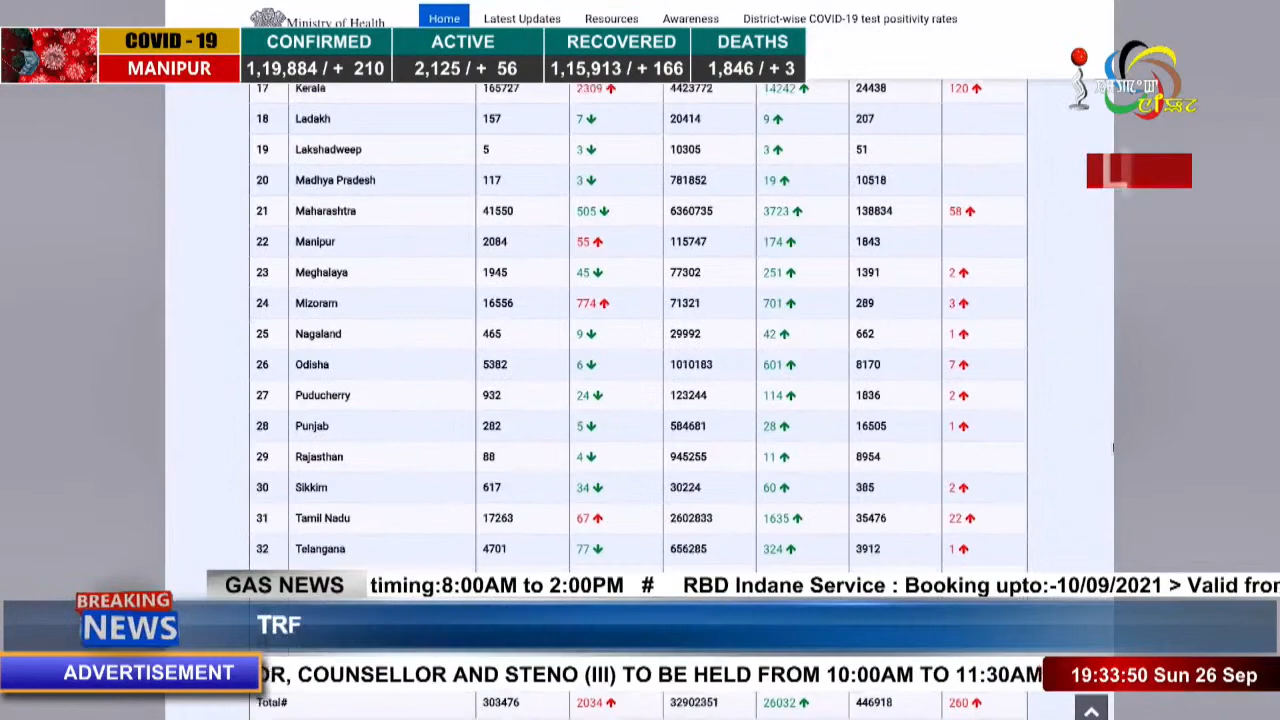 Ministry of Health
Home Latest Updates Resources Awareness District-wise COVID-19 test positivity rates
COVID - 19 CONFIRMED ACTIVE RECOVERED DEATHS
MANIPUR 1,19,884 / + 210 2,125 / + 56 1,15,913 / + 166 1,846 / + 3
17 Kerala 165727 2309 4423772 14242 24438 120
18 Ladakh 157 7 20414 9 207
19 Lakshadweep 5 3 10305 3 51
20 Madhya Pradesh 117 3 781852 19 10518
21 Maharashtra 41550 505 6360735 3723 138834 58
22 Manipur 2084 55 115747 174 1843
23 Meghalaya 1945 45 77302 251 1391 2
24 Mizoram 16556 774 71321 701 289 3
25 Nagaland 465 9 29992 42 662 1
26 Odisha 5382 6 1010183 601 8170 7
27 Puducherry 932 24 123244 114 1836 2
28 Punjab 282 5 584681 28 16505 1
29 Rajasthan 88 4 945255 11 8954
30 Sikkim 617 34 30224 60 385 2
31 Tamil Nadu 17263 67 2602833 1635 35476 22
32 Telangana 4701 77 656285 324 3912 1
GAS NEWS timing:8:00AM to 2:00PM # RBD Indane Service : Booking upto:-10/09/2021 > Valid from
BREAKING
NEWS
TRF
ADVERTISEMENT OR, COUNSELLOR AND STENO (III) TO BE HELD FROM 10:00AM TO 11:30AM 19:33:50 Sun 26 Sep
Total# 303476 2034 32902351 26032 446918 260